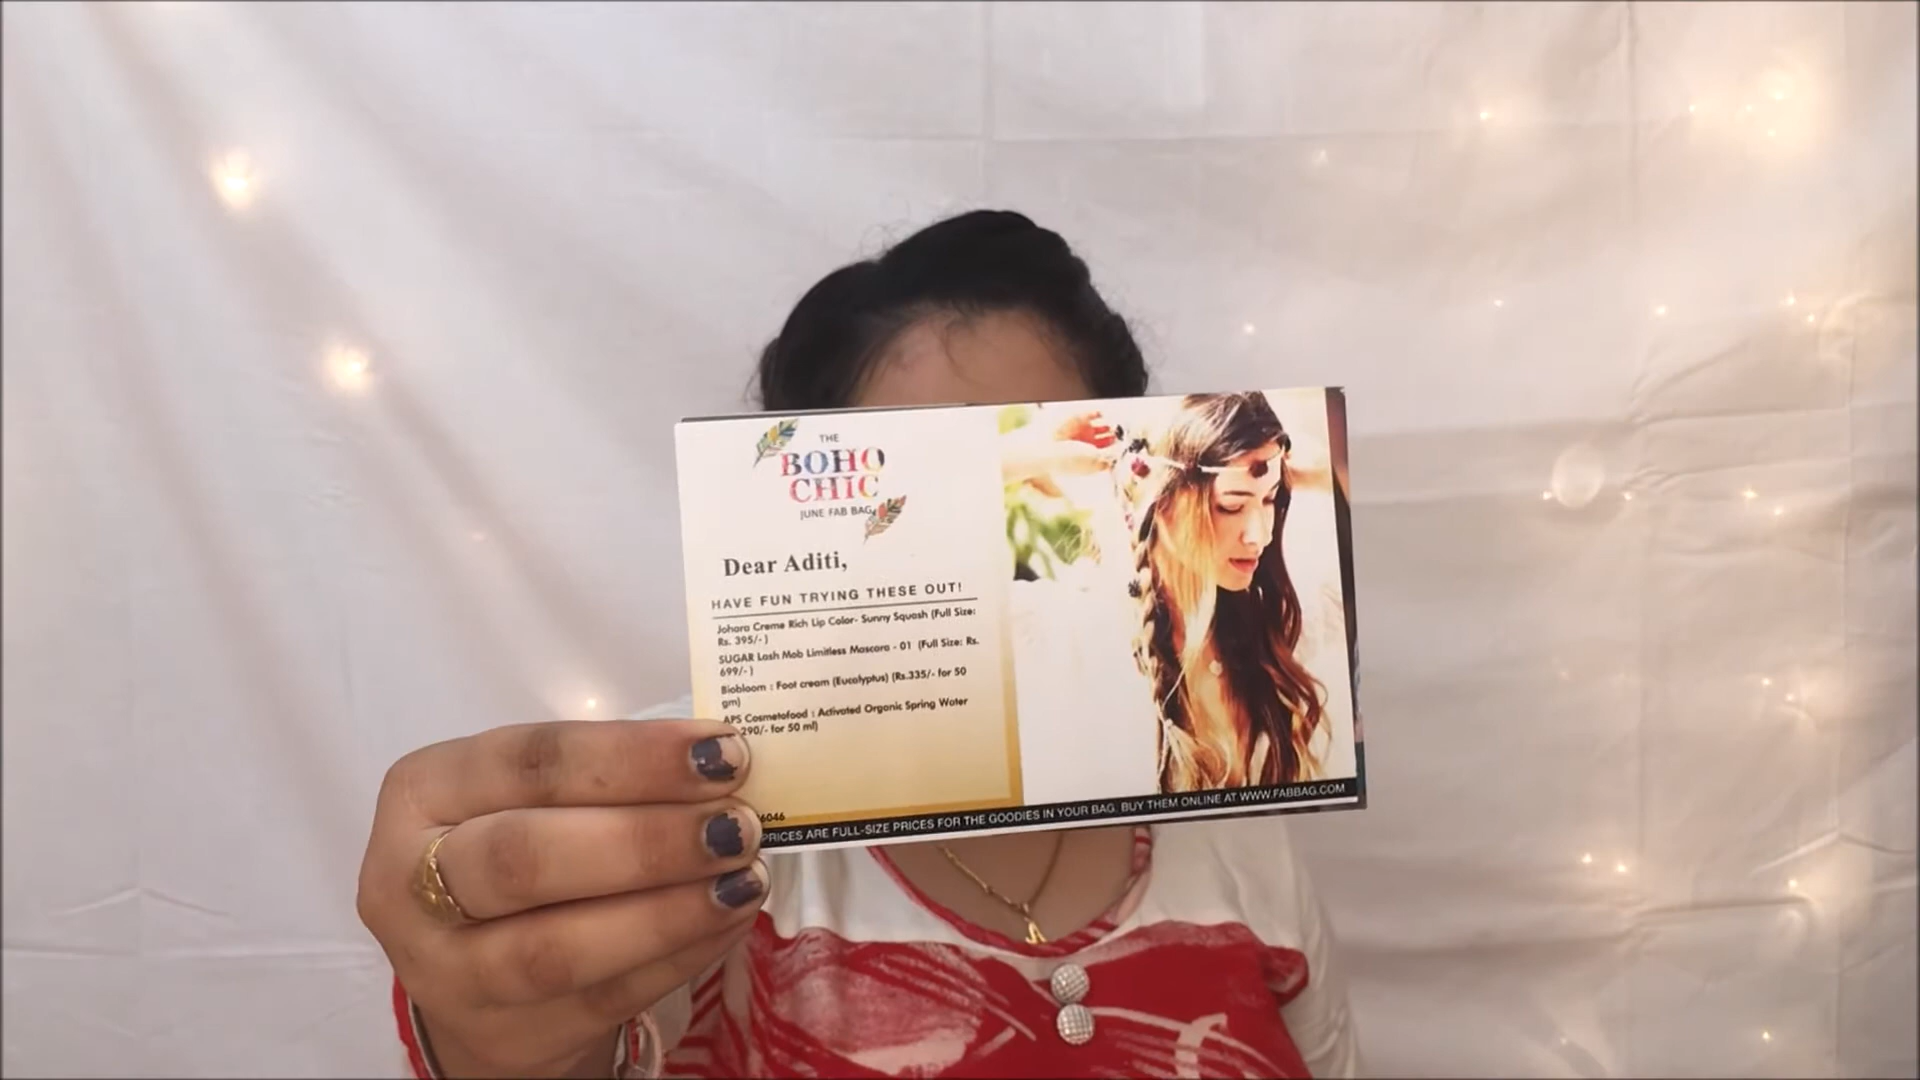 THE
BOHO
CHIC
JUNE FAB BAG
Dear Aditi,
HAVE FUN TRYING THESE OUT!
Johara Creme Rich Lip Color- Sunny Squash (Full Size:
Rs. 395/- )
SUGAR Lash Mob Limitless Mascara - 01 (Full Size: Rs.
699/- )
Biobloom : Foot cream (Eucalyptus) (Rs.335/- for 50
gm)
APS Cosmetofood : Activated Organic Spring Water
290/- for 50 ml)
6046
PRICES ARE FULL-SIZE PRICES FOR THE GOODIES IN YOUR BAG. BUY THEM ONLINE AT WWW.FABBAG.COM